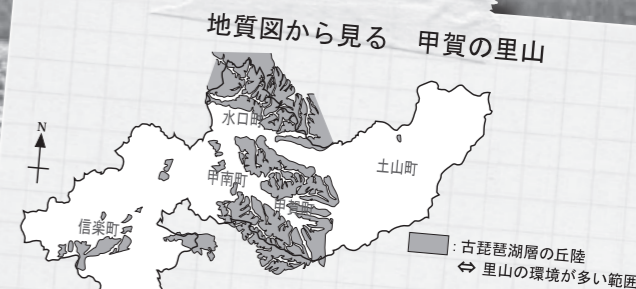 地質図から見る 甲賀の里山
N
水口町
土山町
甲南町
甲賀町
信楽町
:古琵琶湖層の丘陵
⇔ 里山の環境が多い範囲